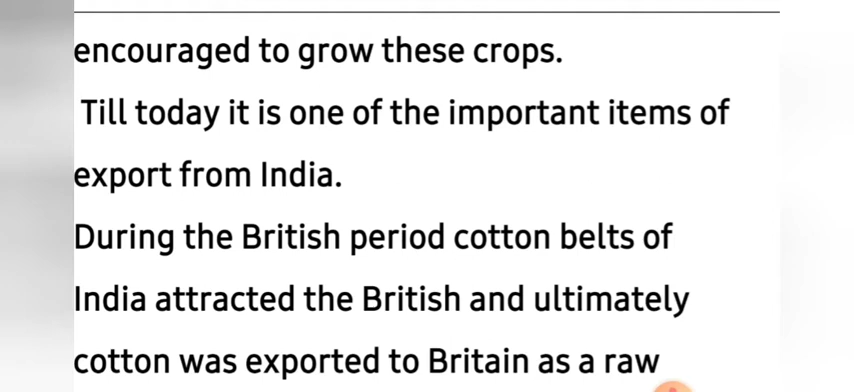 encouraged to grow these crops.
Till today it is one of the important items of
export from India.
During the British period cotton belts of
India attracted the British and ultimately
cotton was exported to Britain as a raw